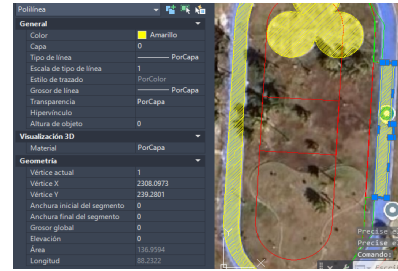 Polilínea
General
Color Amarillo
Capa 0
Tipo de línea PorCapa
Escala de tipo de línea 1
Estilo de trazado PorColor
Grosor de línea PorCapa
Transparencia PorCapa
Hipervínculo
Altura de objeto 0
Visualización 3D
Material PorCapa
Geometría
Vértice actual 1
Vértice X 2308.0973
Vértice Y 239.2801
Anchura inicial del segmento 0
Anchura final del segmento 0
Grosor global 0
Elevación 0
Área 136.9594
Longitud 88.2322
Y
X
Precise
Precise
Comando: